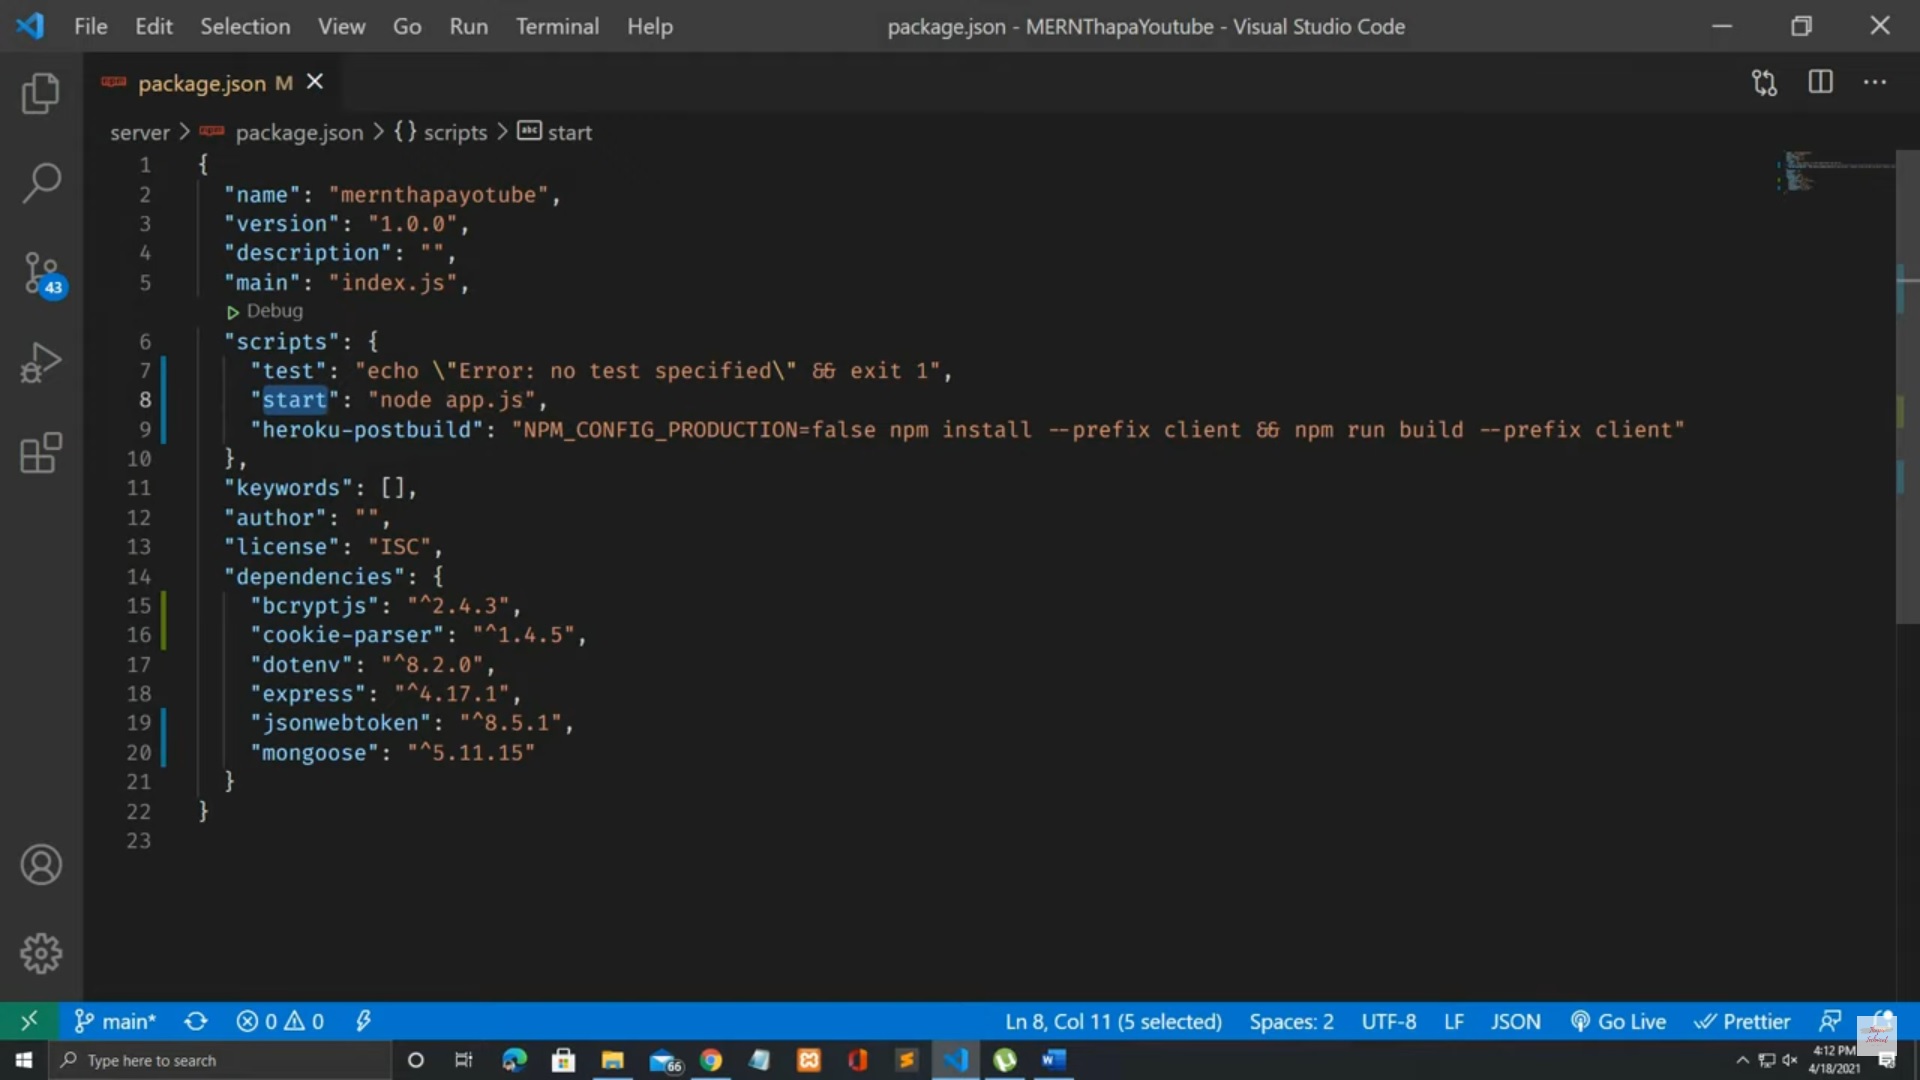 File Edit Selection View Go Run Terminal Help package.json - MERNThapaYoutube - Visual Studio Code
package.json M
server > package.json > {} scripts > abc start
1 {
2 "name": "mernthapayotube",
3 "version": "1.0.0",
4 "description": "",
5 "main": "index.js",
Debug
6 "scripts": {
7 "test": "echo \"Error: no test specified\" && exit 1",
8 "start": "node app.js",
9 "heroku-postbuild": "NPM_CONFIG_PRODUCTION=false npm install --prefix client && npm run build --prefix client"
10 },
11 "keywords": [],
12 "author": "",
13 "license": "ISC",
14 "dependencies": {
15 "bcryptjs": "^2.4.3",
16 "cookie-parser": "^1.4.5",
17 "dotenv": "^8.2.0",
18 "express": "^4.17.1",
19 "jsonwebtoken": "^8.5.1",
20 "mongoose": "^5.11.15"
21 }
22 }
23
43
main* 0 0 Ln 8, Col 11 (5 selected) Spaces: 2 UTF-8 LF JSON Go Live Prettier
Type here to search 66 4:12 PM
4/18/2021